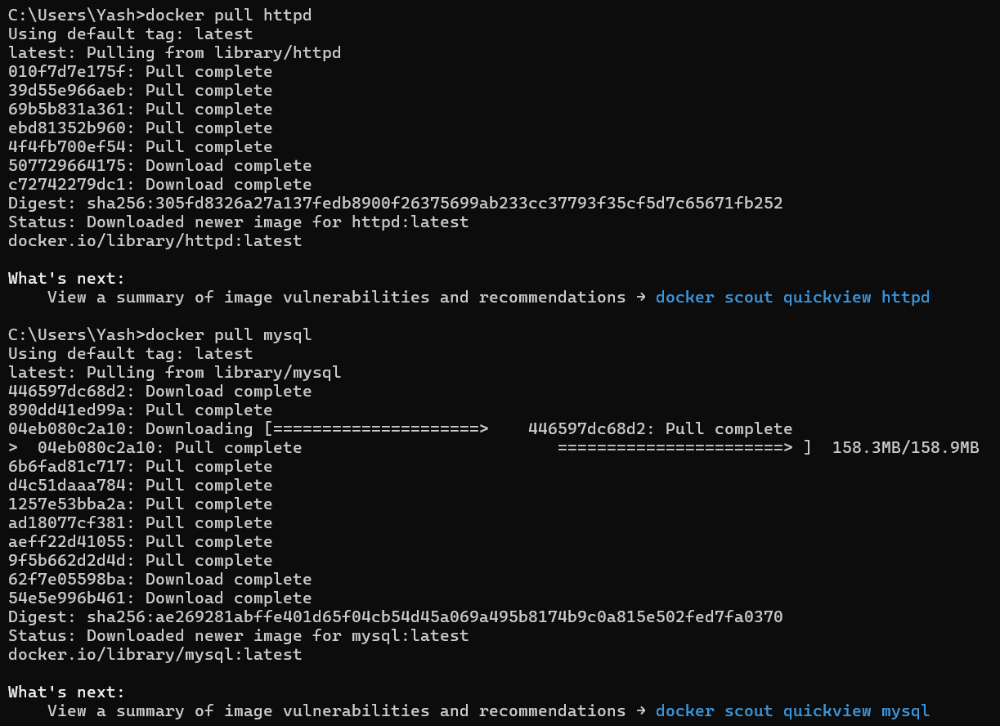 C:\Users\Yash>docker pull httpd
Using default tag: latest
latest: Pulling from library/httpd
010f7d7e175f: Pull complete
39d55e966aeb: Pull complete
69b5b831a361: Pull complete
ebd81352b960: Pull complete
4f4fb700ef54: Pull complete
507729664175: Download complete
c72742279dc1: Download complete
Digest: sha256:305fd8326a27a137fedb8900f26375699ab233cc37793f35cf5d7c65671fb252
Status: Downloaded newer image for httpd:latest
docker.io/library/httpd:latest
What's next:
    View a summary of image vulnerabilities and recommendations → docker scout quickview httpd
C:\Users\Yash>docker pull mysql
Using default tag: latest
latest: Pulling from library/mysql
446597dc68d2: Download complete
890dd41ed99a: Pull complete
04eb080c2a10: Downloading [=====================>    446597dc68d2: Pull complete
>  04eb080c2a10: Pull complete                          =======================> ]  158.3MB/158.9MB
6b6fad81c717: Pull complete
d4c51daaa784: Pull complete
1257e53bba2a: Pull complete
ad18077cf381: Pull complete
aeff22d41055: Pull complete
9f5b662d2d4d: Pull complete
62f7e05598ba: Download complete
54e5e996b461: Download complete
Digest: sha256:ae269281abffe401d65f04cb54d45a069a495b8174b9c0a815e502fed7fa0370
Status: Downloaded newer image for mysql:latest
docker.io/library/mysql:latest
What's next:
    View a summary of image vulnerabilities and recommendations → docker scout quickview mysql